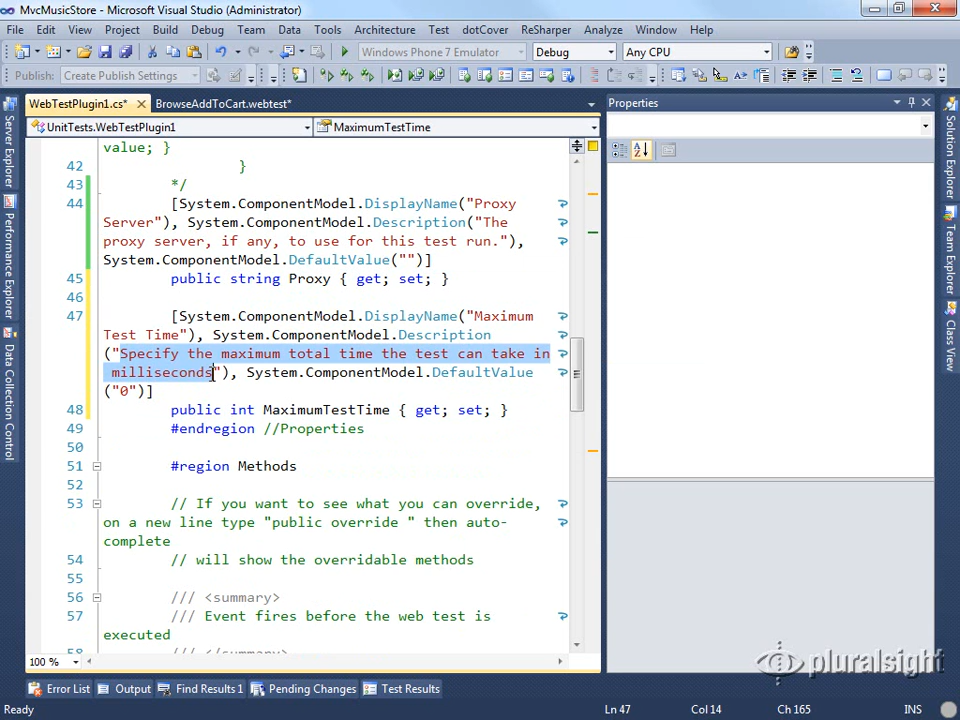 MvcMusicStore - Microsoft Visual Studio (Administrator)
File Edit View Project Build Debug Team Data Tools Architecture Test dotCover ReSharper Analyze Window Help
Windows Phone 7 Emulator Debug Any CPU
Publish: Create Publish Settings
WebTestPlugin1.cs* BrowseAddToCart.webtest*
Properties
UnitTests.WebTestPlugin1 MaximumTestTime
value; }
42 }
43 */
44 [System.ComponentModel.DisplayName("Proxy
Server"), System.ComponentModel.Description("The
proxy server, if any, to use for this test run."),
System.ComponentModel.DefaultValue("")]
45 public string Proxy { get; set; }
46
47 [System.ComponentModel.DisplayName("Maximum
Test Time"), System.ComponentModel.Description
("Specify the maximum total time the test can take in
milliseconds"), System.ComponentModel.DefaultValue
("0")]
48 public int MaximumTestTime { get; set; }
49 #endregion //Properties
50
51 #region Methods
52
53 // If you want to see what you can override,
on a new line type "public override " then auto-
complete
54 // will show the overridable methods
55
56 /// <summary>
57 /// Event fires before the web test is
executed
58 /// </summary>
100 %
Server Explorer
Performance Explorer
Data Collection Control
Solution Explorer
Team Explorer
Class View
pluralsight
Error List Output Find Results 1 Pending Changes Test Results
Ready Ln 47 Col 14 Ch 165 INS